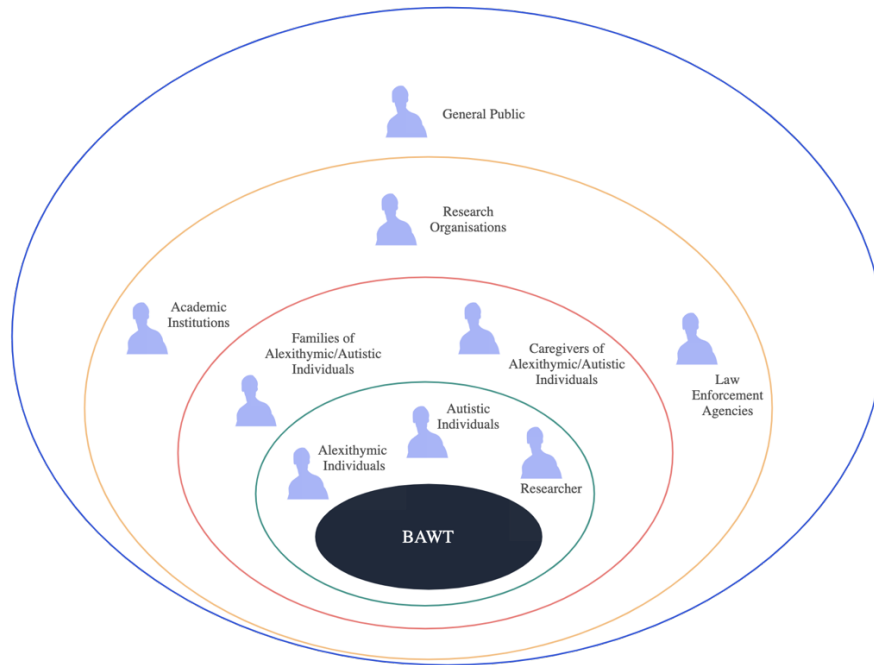 General Public
Research
Organisations
Academic
Institutions
Families of
Alexithymic/Autistic
Individuals
Caregivers of
Alexithymic/Autistic
Individuals
Law
Enforcement
Agencies
Autistic
Individuals
Alexithymic
Individuals
Researcher
BAWT